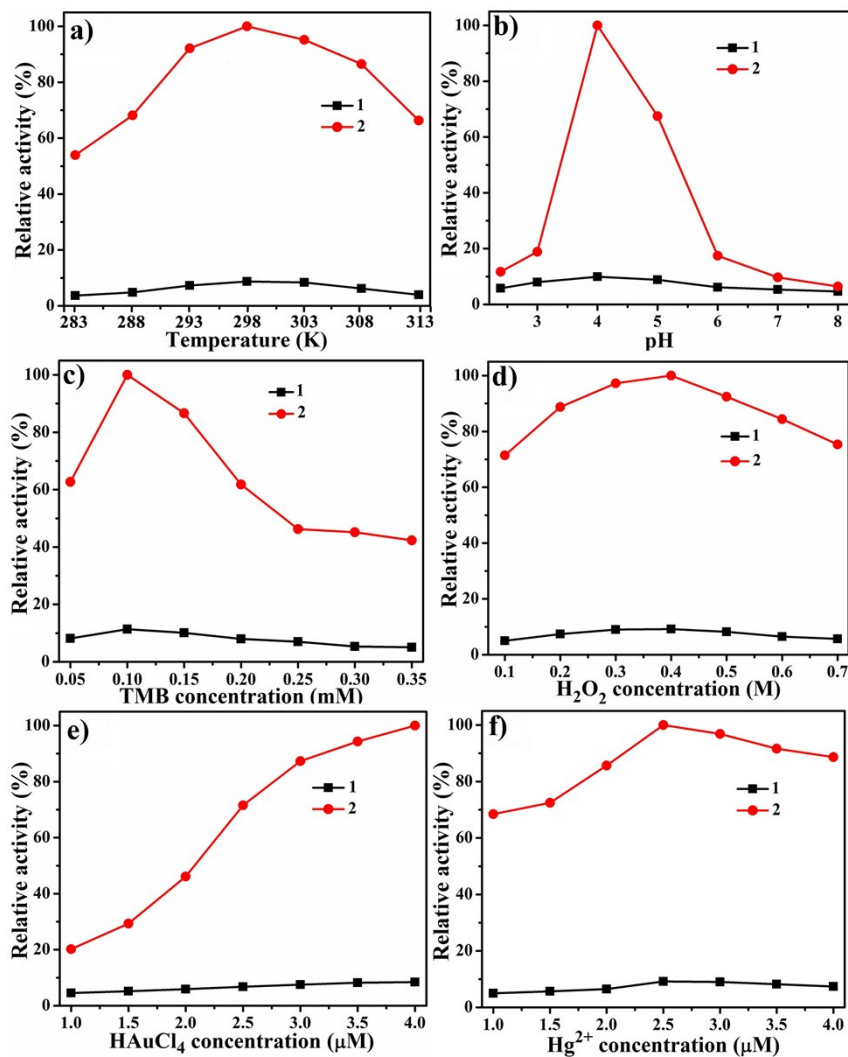 a)
1
2
Relative activity (%)
100
80
60
40
20
0
283 288 293 298 303 308 313
Temperature (K)
b)
1
2
Relative activity (%)
100
80
60
40
20
0
3 4 5 6 7 8
pH
c)
1
2
Relative activity (%)
100
80
60
40
20
0
0.05 0.10 0.15 0.20 0.25 0.30 0.35
TMB concentration (mM)
d)
1
2
Relative activity (%)
100
80
60
40
20
0
0.1 0.2 0.3 0.4 0.5 0.6 0.7
H₂O₂ concentration (M)
e)
1
2
Relative activity (%)
100
80
60
40
20
0
1.0 1.5 2.0 2.5 3.0 3.5 4.0
HAuCl₄ concentration (μM)
f)
1
2
Relative activity (%)
100
80
60
40
20
0
1.0 1.5 2.0 2.5 3.0 3.5 4.0
Hg²⁺ concentration (μM)